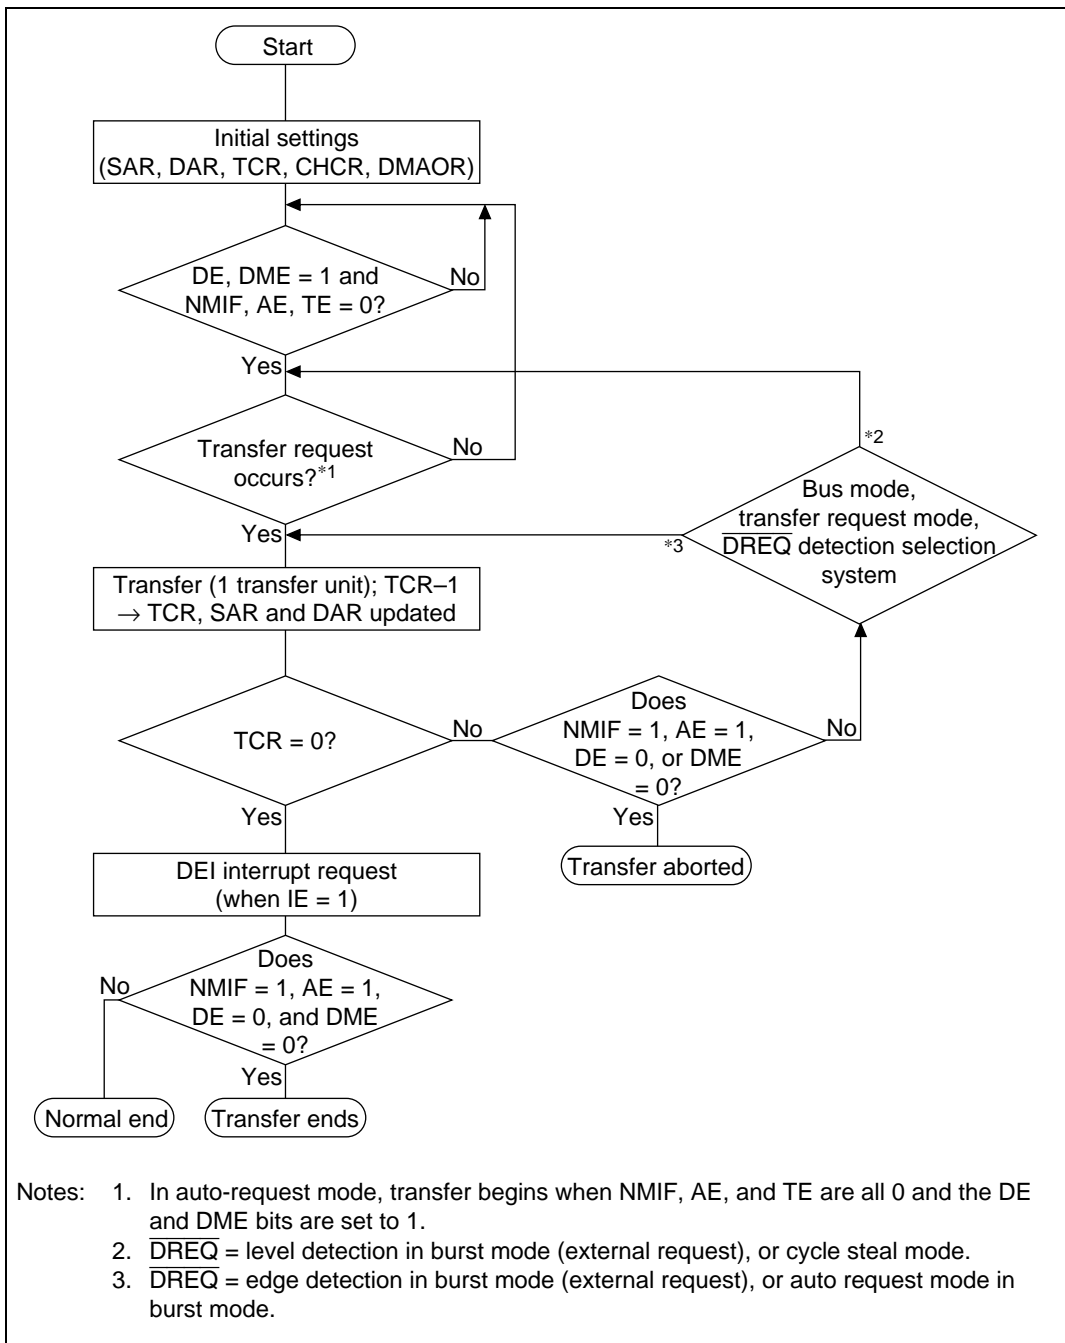 Start
Initial settings
(SAR, DAR, TCR, CHCR, DMAOR)
DE, DME = 1 and
NMIF, AE, TE = 0?
No
Yes
Transfer request
occurs?*1
No
Yes
*2
Bus mode,
transfer request mode,
DREQ detection selection
system
*3
Transfer (1 transfer unit); TCR–1
→ TCR, SAR and DAR updated
TCR = 0?
No
Yes
Does
NMIF = 1, AE = 1,
DE = 0, or DME
= 0?
No
Yes
Transfer aborted
DEI interrupt request
(when IE = 1)
Does
NMIF = 1, AE = 1,
DE = 0, and DME
= 0?
No
Yes
Normal end
Transfer ends
Notes: 1. In auto-request mode, transfer begins when NMIF, AE, and TE are all 0 and the DE
and DME bits are set to 1.
2. DREQ = level detection in burst mode (external request), or cycle steal mode.
3. DREQ = edge detection in burst mode (external request), or auto request mode in
burst mode.